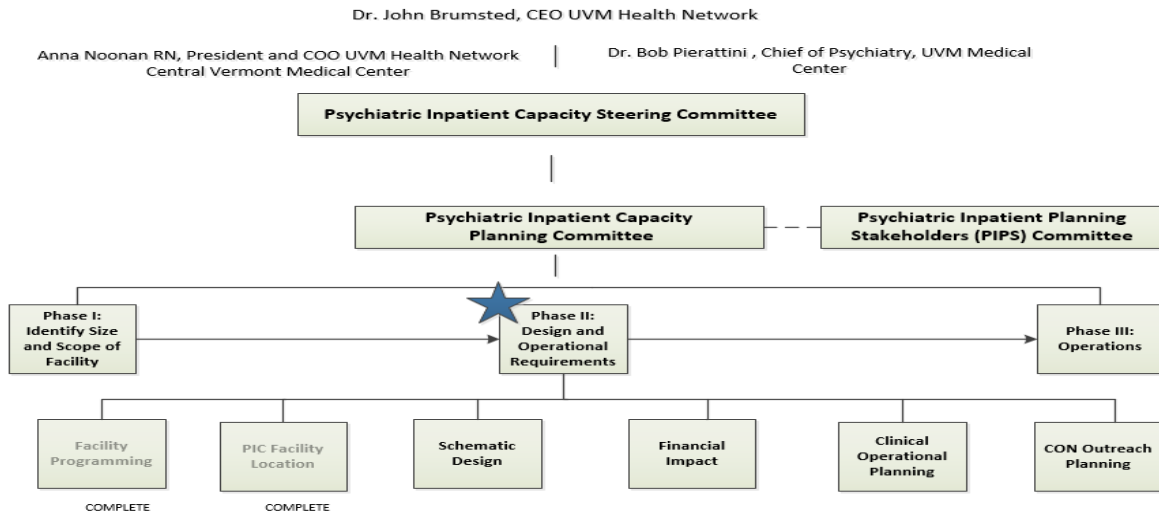 Dr. John Brumsted, CEO UVM Health Network
Anna Noonan RN, President and COO UVM Health Network
Central Vermont Medical Center
Dr. Bob Pierattini , Chief of Psychiatry, UVM Medical
Center
Psychiatric Inpatient Capacity Steering Committee
Psychiatric Inpatient Capacity
Planning Committee
Psychiatric Inpatient Planning
Stakeholders (PIPS) Committee
Phase I:
Identify Size
and Scope of
Facility
Phase II:
Design and
Operational
Requirements
Phase III:
Operations
Facility
Programming
PIC Facility
Location
Schematic
Design
Financial
Impact
Clinical
Operational
Planning
CON Outreach
Planning
COMPLETE
COMPLETE